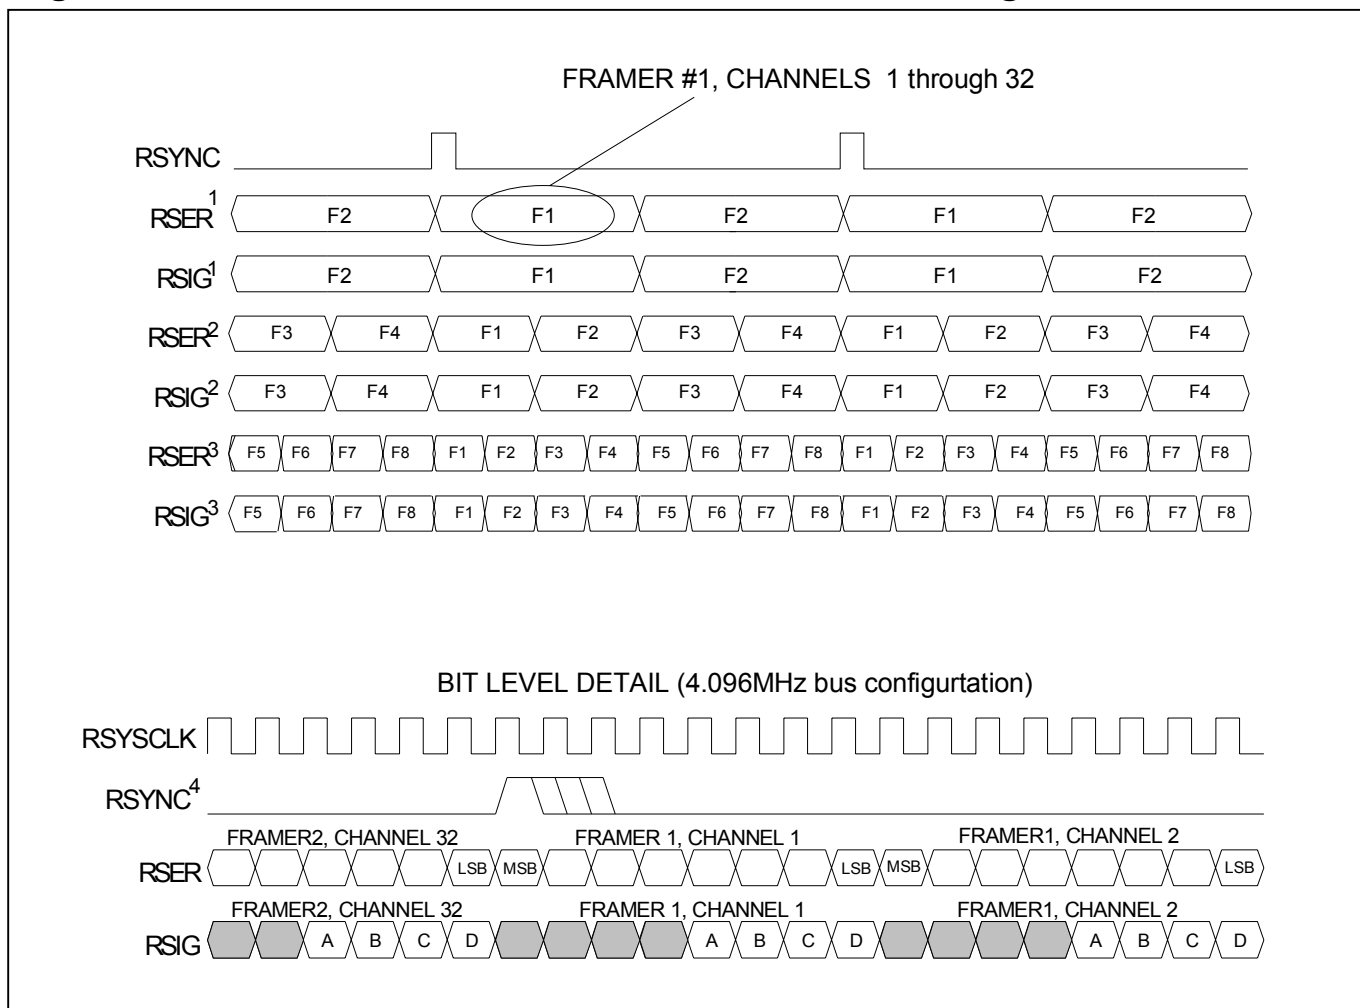 FRAMER #1, CHANNELS 1 through 32
RSYNC
RSER1 F2 F1 F2 F1 F2
RSIG1 F2 F1 F2 F1 F2
RSER2 F3 F4 F1 F2 F3 F4 F1 F2 F3 F4
RSIG2 F3 F4 F1 F2 F3 F4 F1 F2 F3 F4
RSER3 F5 F6 F7 F8 F1 F2 F3 F4 F5 F6 F7 F8 F1 F2 F3 F4 F5 F6 F7 F8
RSIG3 F5 F6 F7 F8 F1 F2 F3 F4 F5 F6 F7 F8 F1 F2 F3 F4 F5 F6 F7 F8
BIT LEVEL DETAIL (4.096MHz bus configurtation)
RSYSCLK
RSYNC4
FRAMER2, CHANNEL 32 FRAMER 1, CHANNEL 1 FRAMER1, CHANNEL 2
RSER LSB MSB LSB MSB LSB
FRAMER2, CHANNEL 32 FRAMER 1, CHANNEL 1 FRAMER1, CHANNEL 2
RSIG A B C D A B C D A B C D